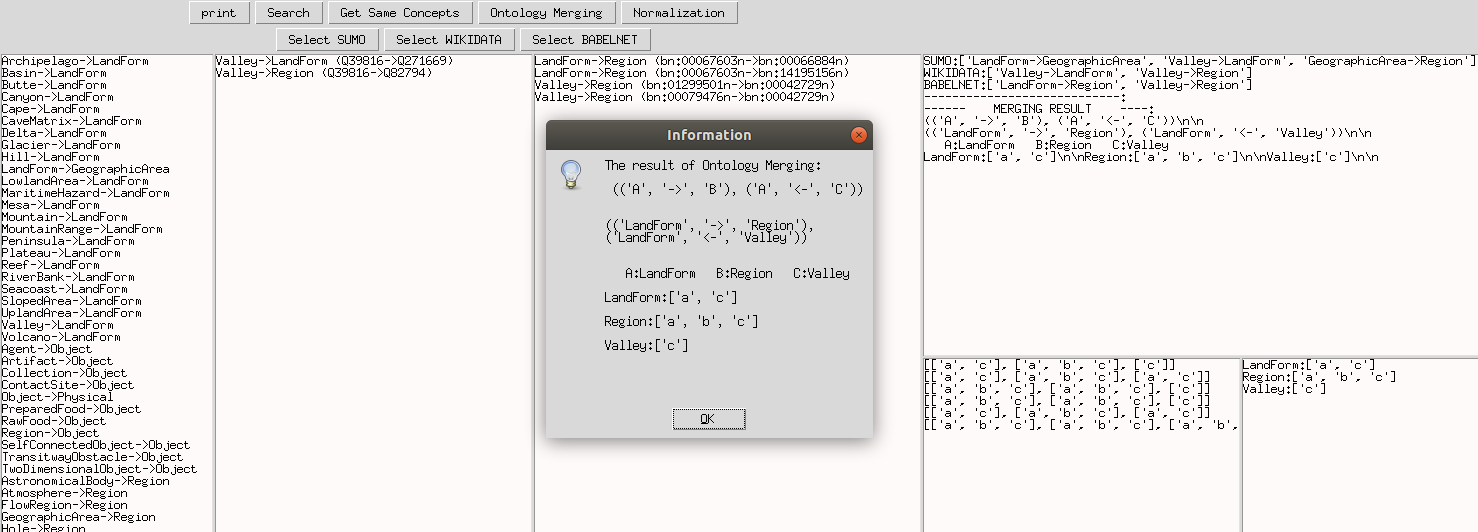 print Search Get Same Concepts Ontology Merging Normalization
Select SUMO Select WIKIDATA Select BABELNET
Archipelago->LandForm
Basin->LandForm
Butte->LandForm
Canyon->LandForm
Cape->LandForm
CaveMatrix->LandForm
Delta->LandForm
Glacier->LandForm
Hill->LandForm
LandForm->GeographicArea
LowlandArea->LandForm
MaritimeHazard->LandForm
Mesa->LandForm
Mountain->LandForm
MountainRange->LandForm
Peninsula->LandForm
Plateau->LandForm
Reef->LandForm
RiverBank->LandForm
Seacoast->LandForm
SlopedArea->LandForm
UplandArea->LandForm
Valley->LandForm
Volcano->LandForm
Agent->Object
Artifact->Object
Collection->Object
ContactSite->Object
Object->Physical
PreparedFood->Object
RawFood->Object
Region->Object
SelfConnectedObject->Object
TransitwayObstacle->Object
TwoDimensionalObject->Object
AstronomicalBody->Region
Atmosphere->Region
FlowRegion->Region
GeographicArea->Region
Hole->Region
Valley->LandForm (Q39816->Q271669)
Valley->Region (Q39816->Q82794)
LandForm->Region (bn:00067603n->bn:00066884n)
LandForm->Region (bn:00067603n->bn:14195156n)
Valley->Region (bn:01299501n->bn:00042729n)
Valley->Region (bn:00079476n->bn:00042729n)
Information
The result of Ontology Merging:
(('A', '->', 'B'), ('A', '<-', 'C'))
(('LandForm', '->', 'Region'),
('LandForm', '<-', 'Valley'))
A:LandForm B:Region C:Valley
LandForm:['a', 'c']
Region:['a', 'b', 'c']
Valley:['c']
OK
SUMO:['LandForm->GeographicArea', 'Valley->LandForm', 'GeographicArea->Region']
WIKIDATA:['Valley->LandForm', 'Valley->Region']
BABELNET:['LandForm->Region', 'Valley->Region']
----------------------------:
------ MERGING RESULT ----:
(('A', '->', 'B'), ('A', '<-', 'C'))\n\n
(('LandForm', '->', 'Region'), ('LandForm', '<-', 'Valley'))\n\n
A:LandForm B:Region C:Valley
LandForm:['a', 'c']\n\nRegion:['a', 'b', 'c']\n\nValley:['c']\n\n
[['a', 'c'], ['a', 'b', 'c'], ['c']]
[['a', 'c'], ['a', 'b', 'c'], ['a', 'c']]
[['a', 'b', 'c'], ['a', 'b', 'c'], ['c']]
[['a', 'b', 'c'], ['a', 'b', 'c'], ['c']]
[['a', 'c'], ['a', 'b', 'c'], ['a', 'c']]
[['a', 'b', 'c'], ['a', 'b', 'c'], ['a', 'b',
LandForm:['a', 'c']
Region:['a', 'b', 'c']
Valley:['c']